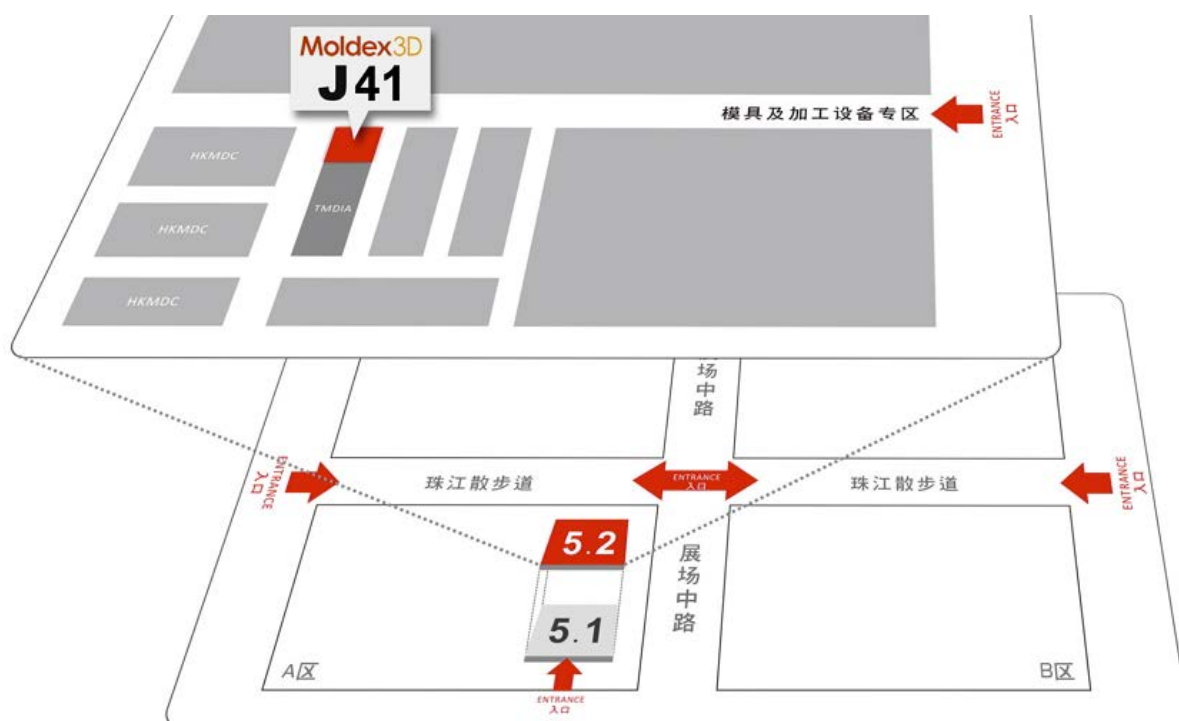 Moldex3D
J41
模具及加工设备专区
ENTRANCE
入口
HKMDC
TMDIA
HKMDC
HKMDC
场中路
ENTRANCE
入口
珠江散步道
ENTRANCE
入口
珠江散步道
ENTRANCE
入口
5.2
展场中路
5.1
A区
B区
ENTRANCE
入口